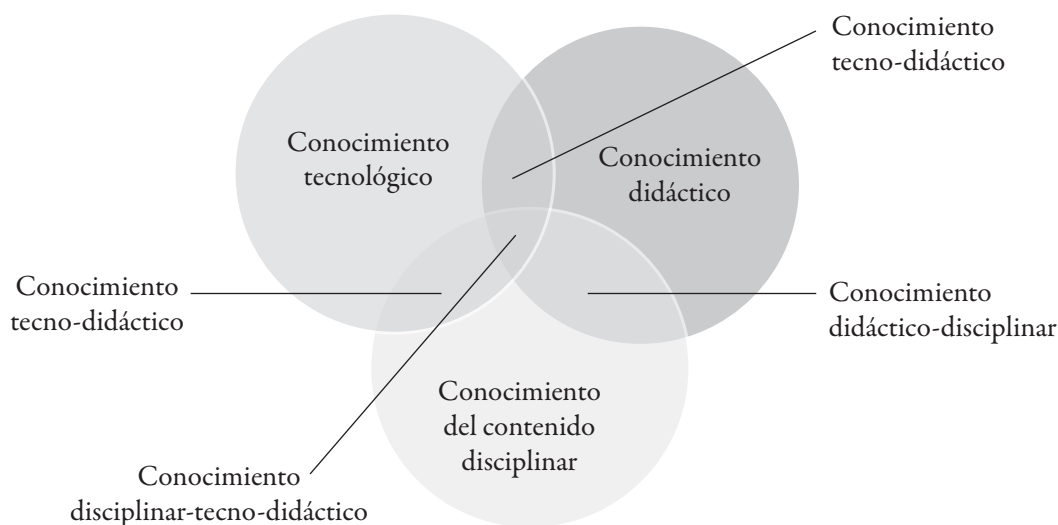 Conocimiento
tecno-didáctico
Conocimiento
tecnológico
Conocimiento
didáctico
Conocimiento
tecno-didáctico
Conocimiento
didáctico-disciplinar
Conocimiento
del contenido
disciplinar
Conocimiento
disciplinar-tecno-didáctico